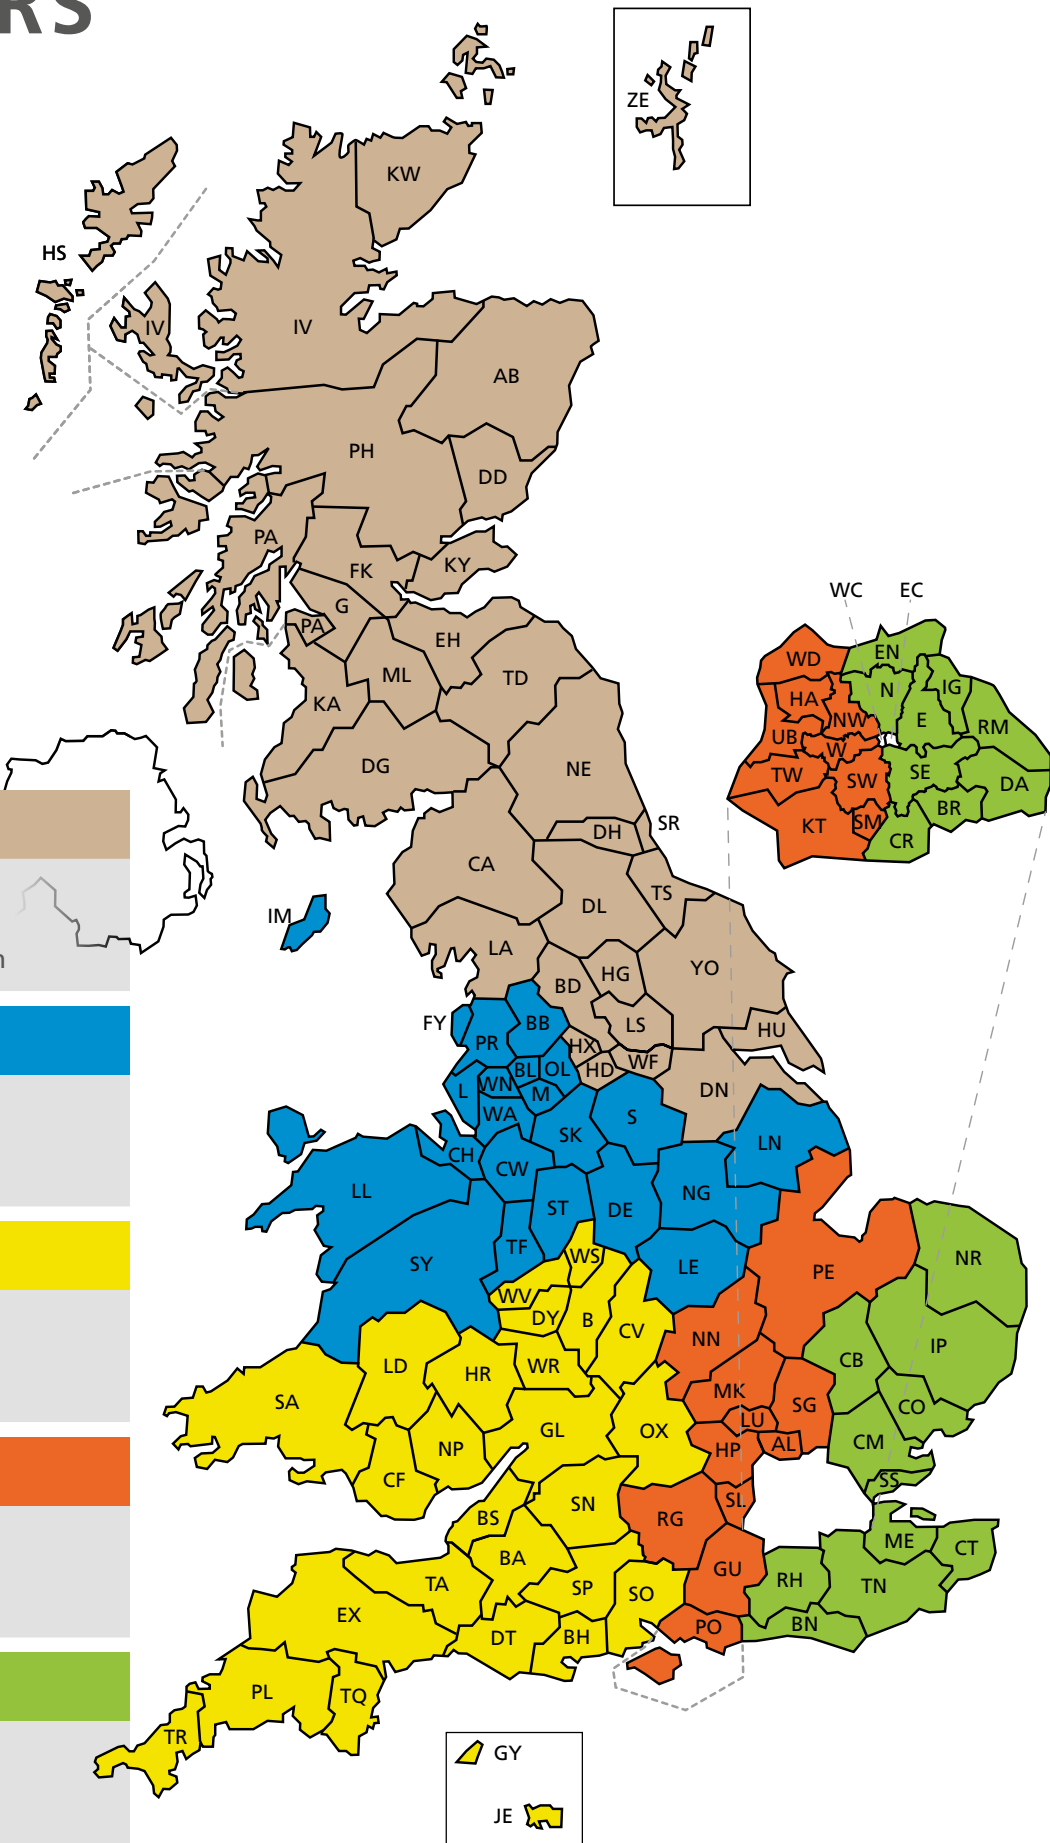 RS
ZE
KW
HS
IV
IV
AB
PH
DD
PA
FK
KY
WC
EC
G
PA
EH
WD
EN
ML
TD
HA
N
IG
KA
NW
E
RM
UB
W
DG
NE
TW
SW
SE
DA
BR
KT
SM
CR
DH
SR
CA
TS
DL
IM
LA
HG
YO
n
BD
FY
BB
LS
HU
PR
HX
WF
BL
OL
HD
L
WN
M
DN
WA
S
SK
LN
CH
CW
LL
NG
ST
DE
TF
WS
NR
SY
LE
PE
WV
DY
B
CV
NN
IP
LD
HR
WR
CB
MK
SA
SG
CO
LU
GL
OX
AL
NP
HP
CM
CF
SS
SL
SN
BS
RG
ME
CT
BA
GU
RH
TN
TA
SP
SO
EX
DT
BH
PO
BN
PL
TQ
TR
GY
JE